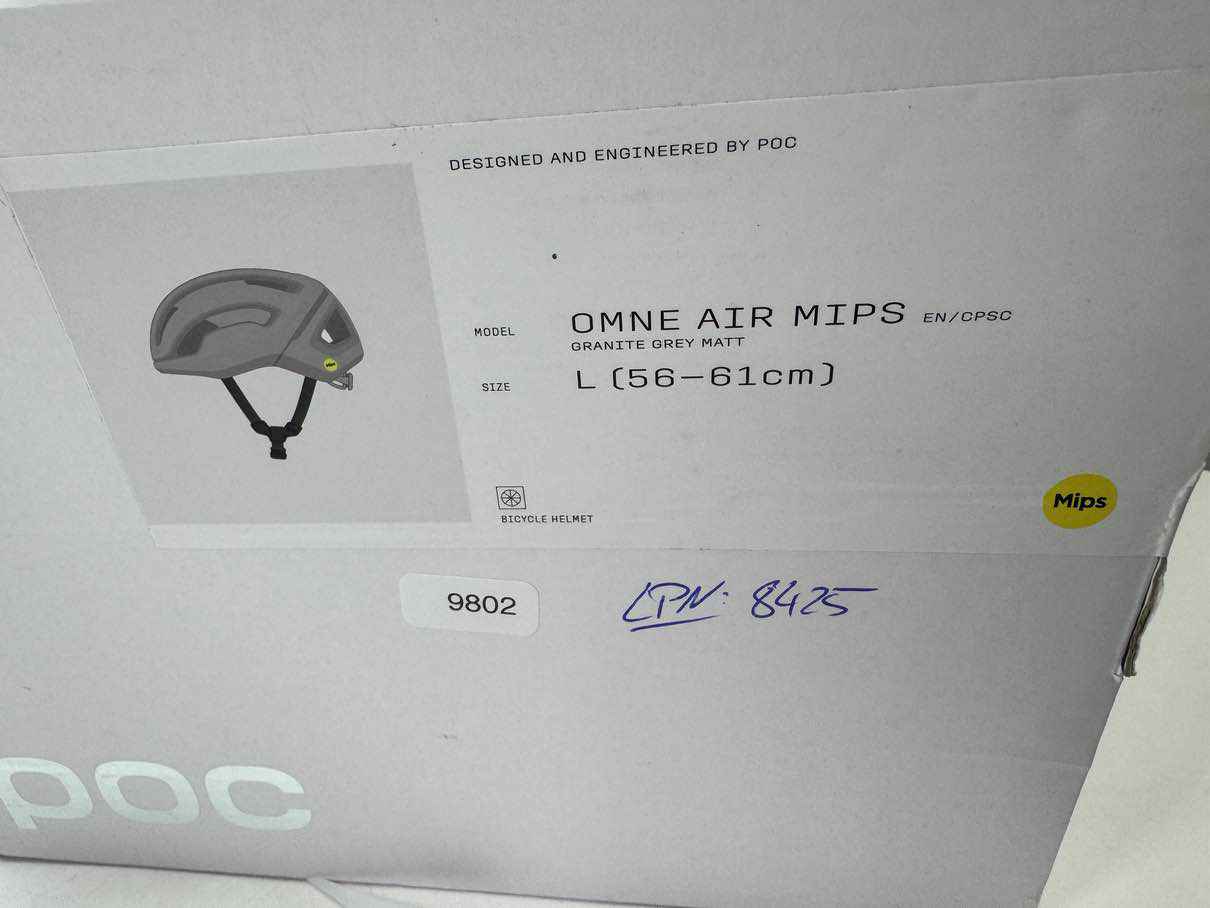 DESIGNED AND ENGINEERED BY POC
MODEL OMNE AIR MIPS EN/CPSC
GRANITE GREY MATT
SIZE L (56–61cm)
Mips
BICYCLE HELMET
Mips
9802
LPN: 8425
poc